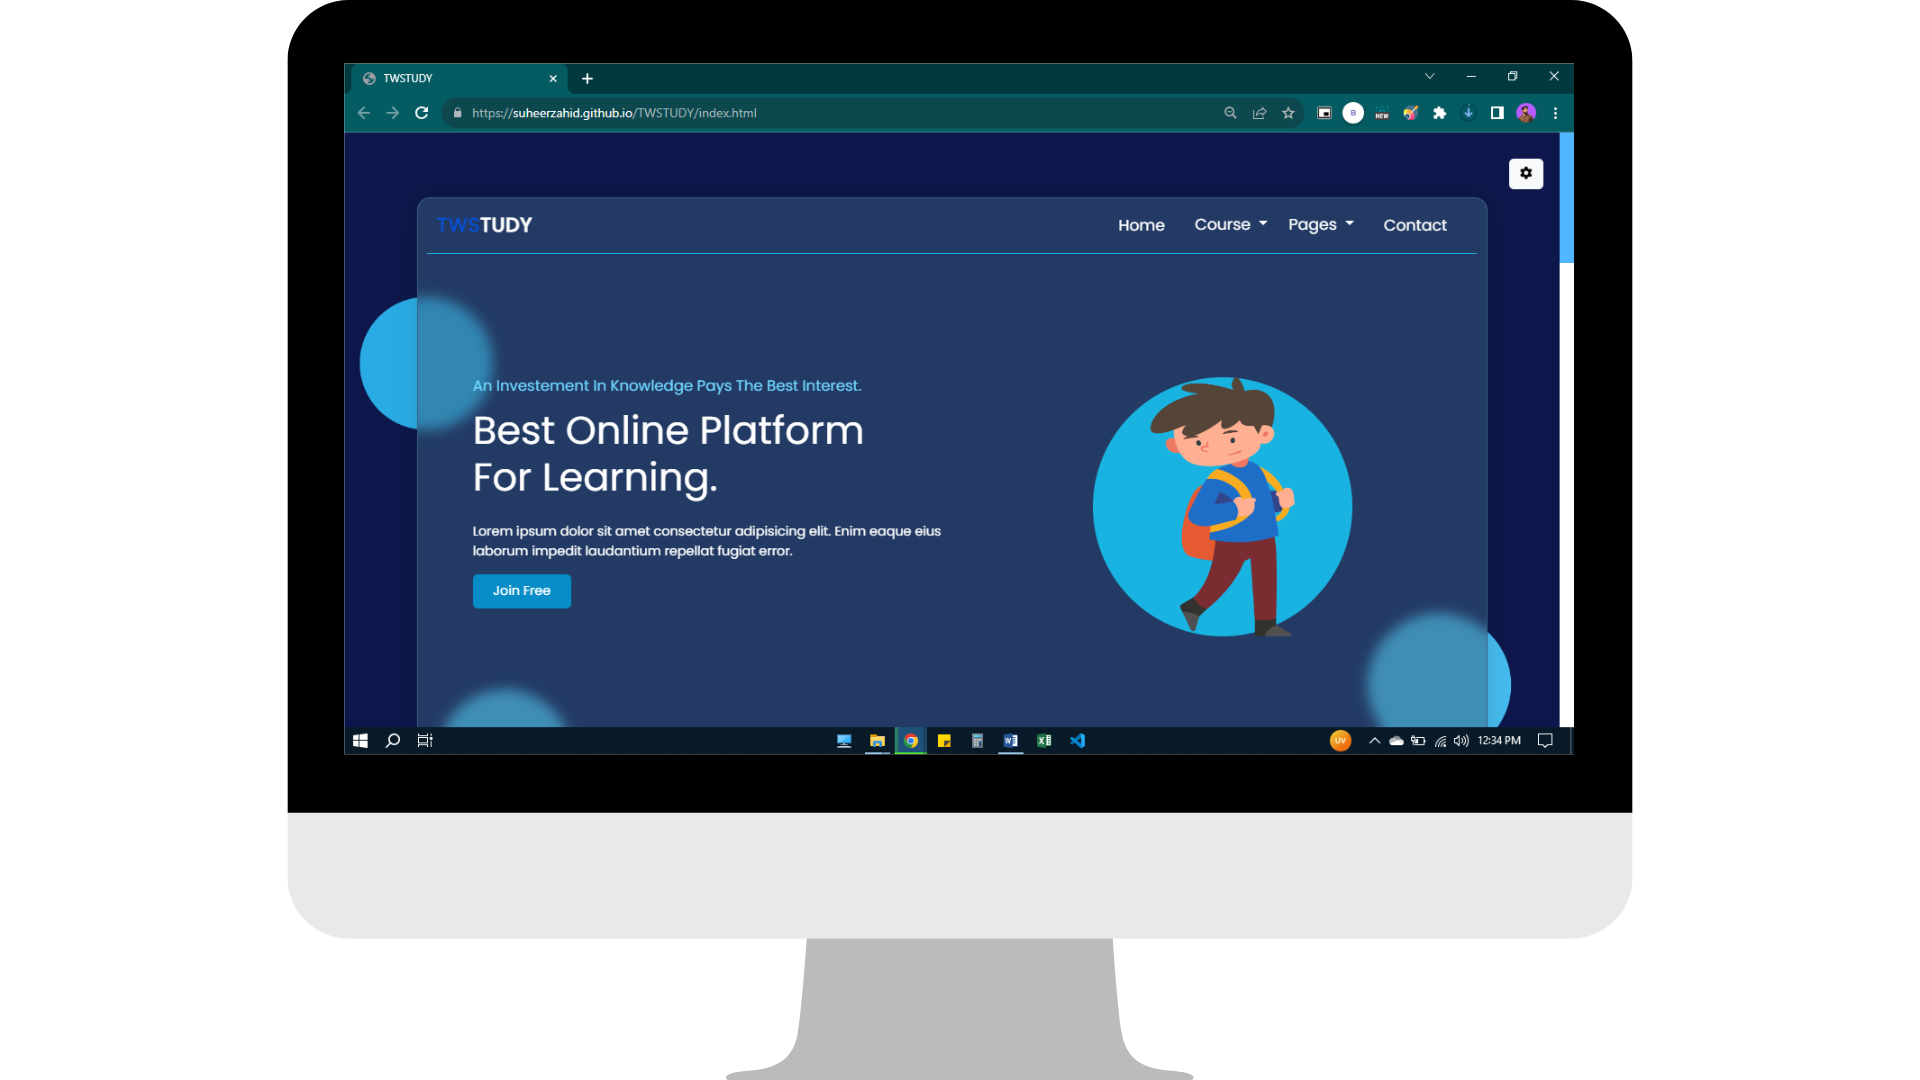 TWSTUDY
https://suheerzahid.github.io/TWSTUDY/index.html
B
NEW
TWSTUDY
Home Course Pages Contact
An Investement In Knowledge Pays The Best Interest.
Best Online Platform
For Learning.
Lorem ipsum dolor sit amet consectetur adipisicing elit. Enim eaque eius
laborum impedit laudantium repellat fugiat error.
Join Free
UV
12:34 PM